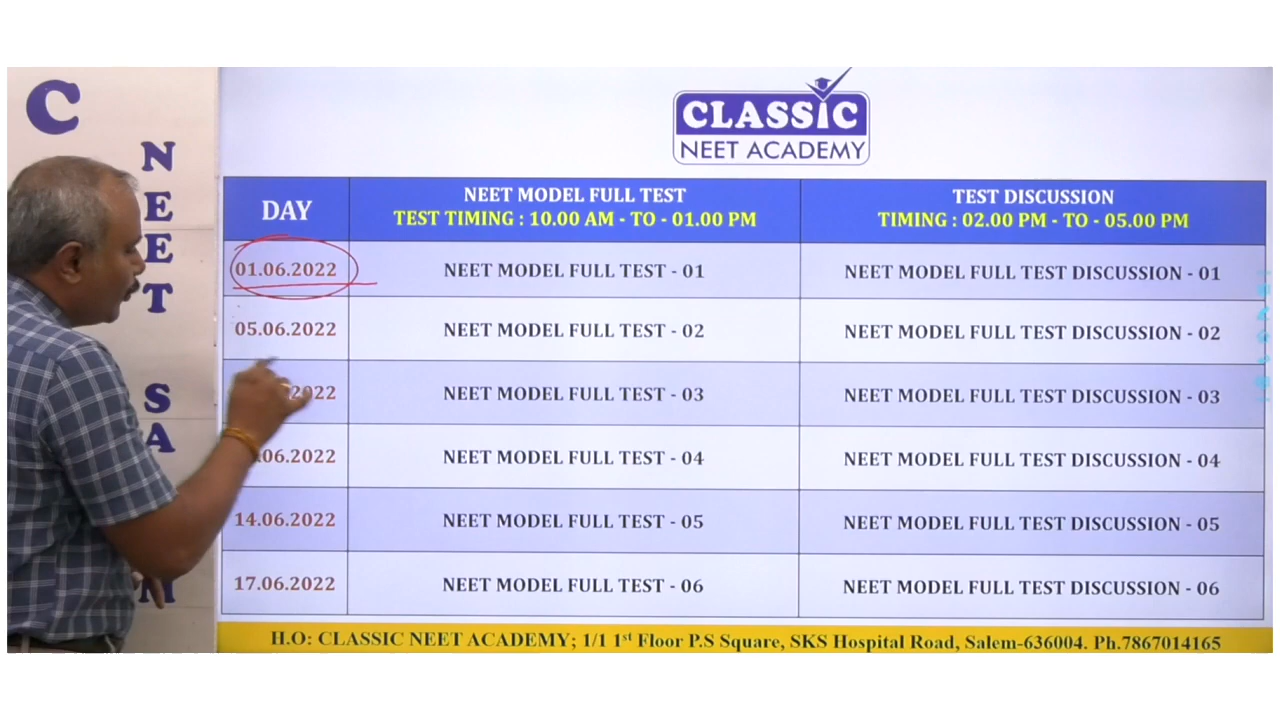 C
NEET
SA
M
CLASSIC
NEET ACADEMY
DAY
NEET MODEL FULL TEST
TEST TIMING : 10.00 AM - TO - 01.00 PM
TEST DISCUSSION
TIMING : 02.00 PM - TO - 05.00 PM
01.06.2022 NEET MODEL FULL TEST - 01 NEET MODEL FULL TEST DISCUSSION - 01
05.06.2022 NEET MODEL FULL TEST - 02 NEET MODEL FULL TEST DISCUSSION - 02
NEET MODEL FULL TEST - 03 NEET MODEL FULL TEST DISCUSSION - 03
NEET MODEL FULL TEST - 04 NEET MODEL FULL TEST DISCUSSION - 04
14.06.2022 NEET MODEL FULL TEST - 05 NEET MODEL FULL TEST DISCUSSION - 05
17.06.2022 NEET MODEL FULL TEST - 06 NEET MODEL FULL TEST DISCUSSION - 06
H.O: CLASSIC NEET ACADEMY; 1/1 1st Floor P.S Square, SKS Hospital Road, Salem-636004. Ph.7867014165